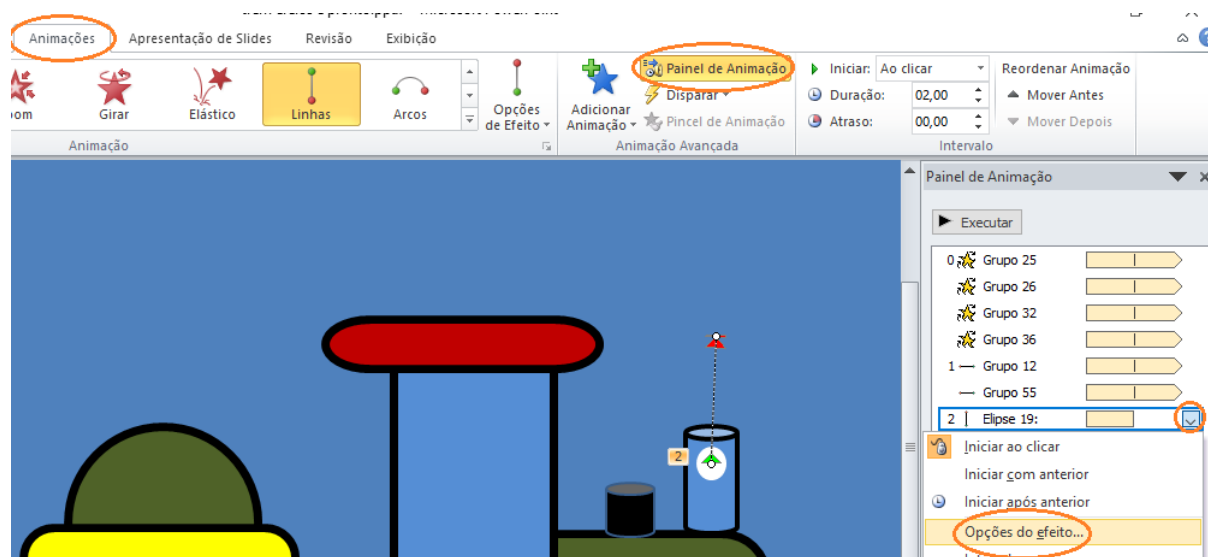 Animações Apresentação de Slides Revisão Exibição
Girar Elástico Linhas Arcos Opções de Efeito Adicionar Animação Painel de Animação Disparar Pincel de Animação
Iniciar: Ao clicar Reordenar Animação
Duração: 02,00 Mover Antes
Atraso: 00,00 Mover Depois
Animação Animação Avançada Intervalo
Painel de Animação
Executar
0 Grupo 25
Grupo 26
Grupo 32
Grupo 36
1 Grupo 12
Grupo 55
2 Elipse 19:
2
Iniciar ao clicar
Iniciar com anterior
Iniciar após anterior
Opções do efeito...